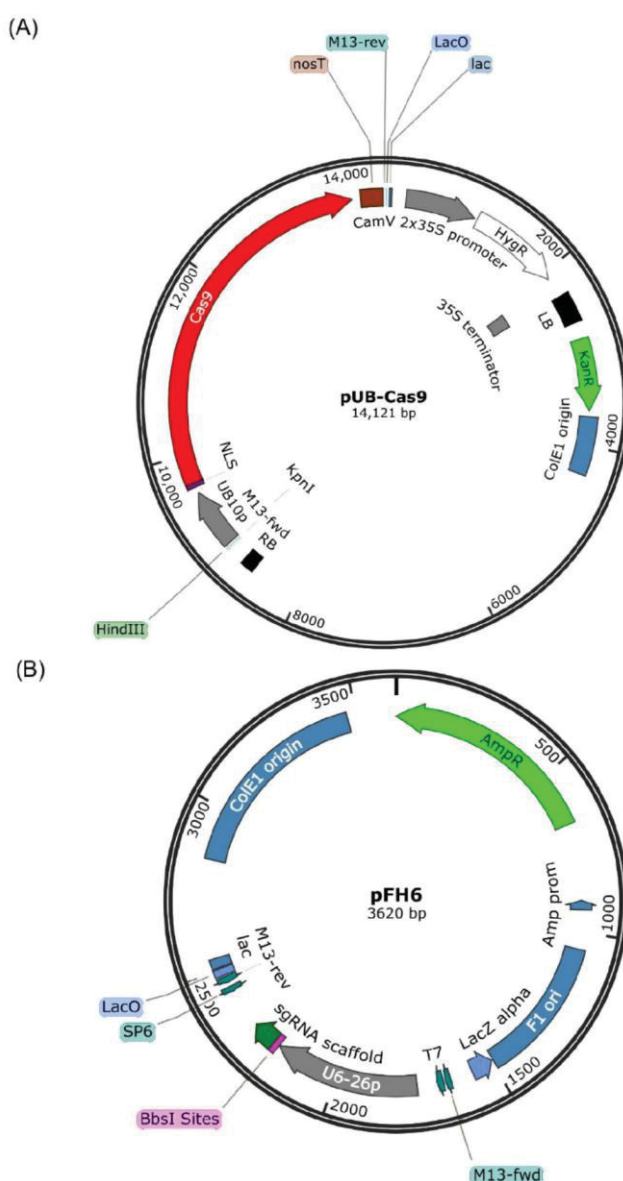 (A)
M13-rev
LacO
nosT
lac
14,000
CamV 2x35S promoter
HygR
2000
12,000
Cas9
35S terminator
LB
KanR
pUB-Cas9
14,121 bp
ColE1 origin
4000
10,000
NLS
UB10p
M13-fwd
KpnI
RB
HindIII
8000
6000
(B)
3500
AmpR
500
ColE1 origin
3000
pFH6
3620 bp
Amp prom
1000
M13-rev
lac
LacO
2500
SP6
sgRNA scaffold
LacZ alpha
F1 ori
T7
U6-26p
1500
BbsI Sites
2000
M13-fwd